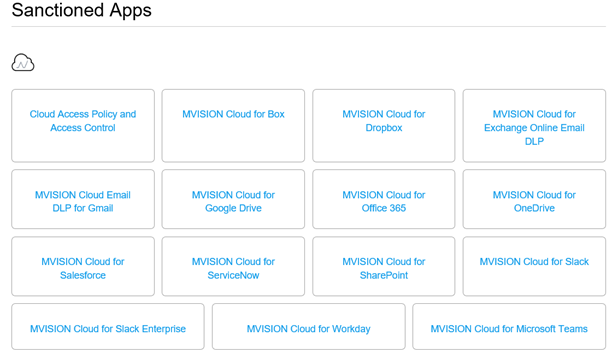 Sanctioned Apps
Cloud Access Policy and
Access Control
MVISION Cloud for Box
MVISION Cloud for
Dropbox
MVISION Cloud for
Exchange Online Email
DLP
MVISION Cloud Email
DLP for Gmail
MVISION Cloud for
Google Drive
MVISION Cloud for
Office 365
MVISION Cloud for
OneDrive
MVISION Cloud for
Salesforce
MVISION Cloud for
ServiceNow
MVISION Cloud for
SharePoint
MVISION Cloud for Slack
MVISION Cloud for Slack Enterprise
MVISION Cloud for Workday
MVISION Cloud for Microsoft Teams